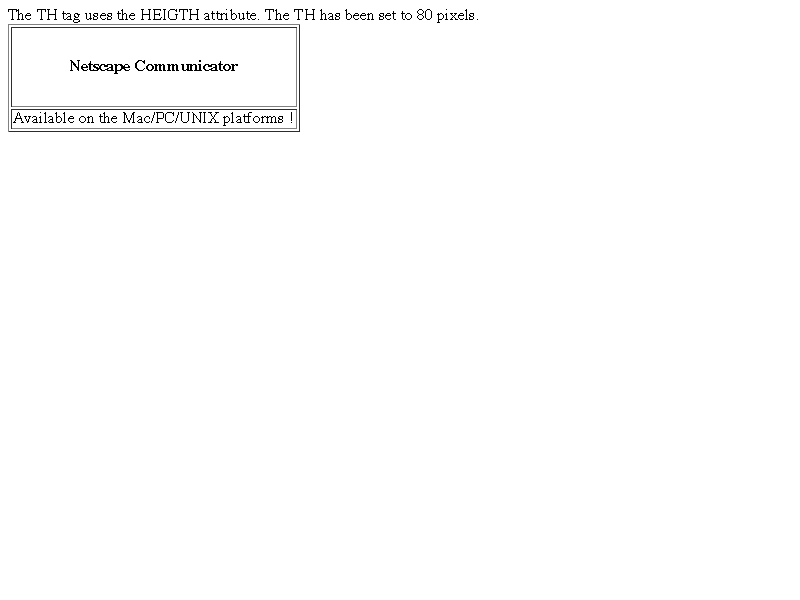 The TH tag uses the HEIGTH attribute. The TH has been set to 80 pixels.
Netscape Communicator
Available on the Mac/PC/UNIX platforms !